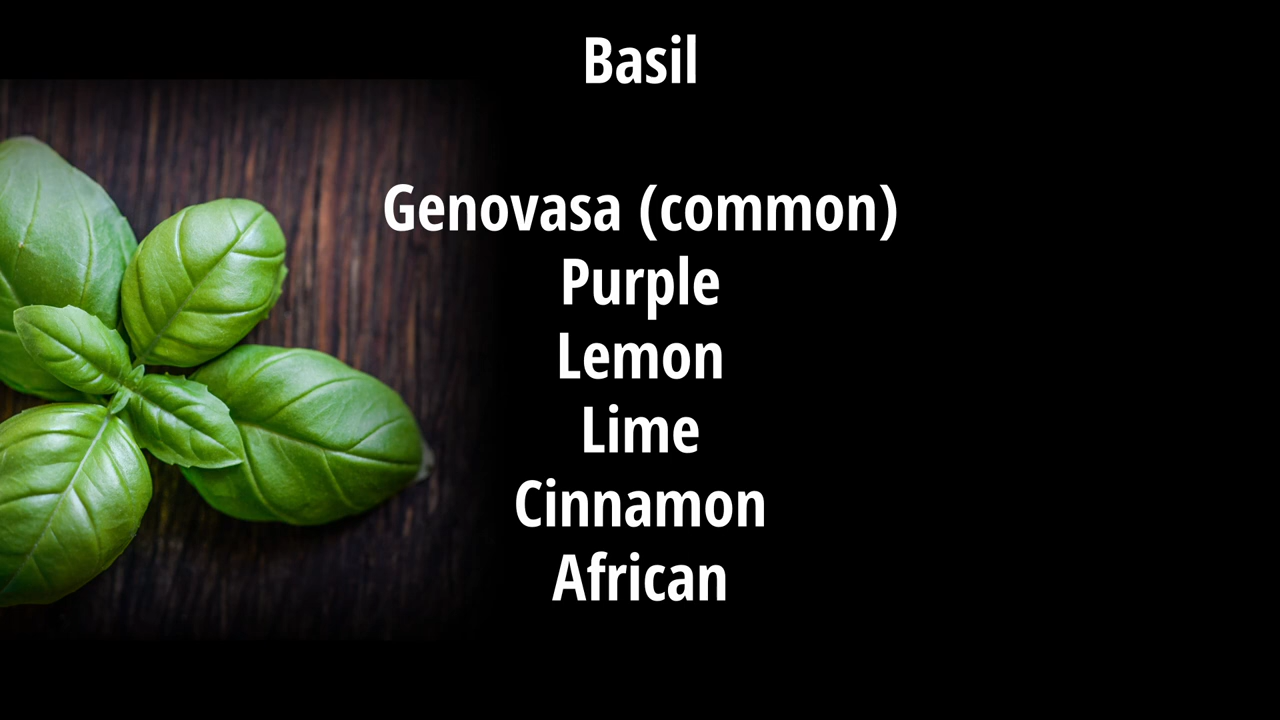 Basil
Genovasa (common)
Purple
Lemon
Lime
Cinnamon
African